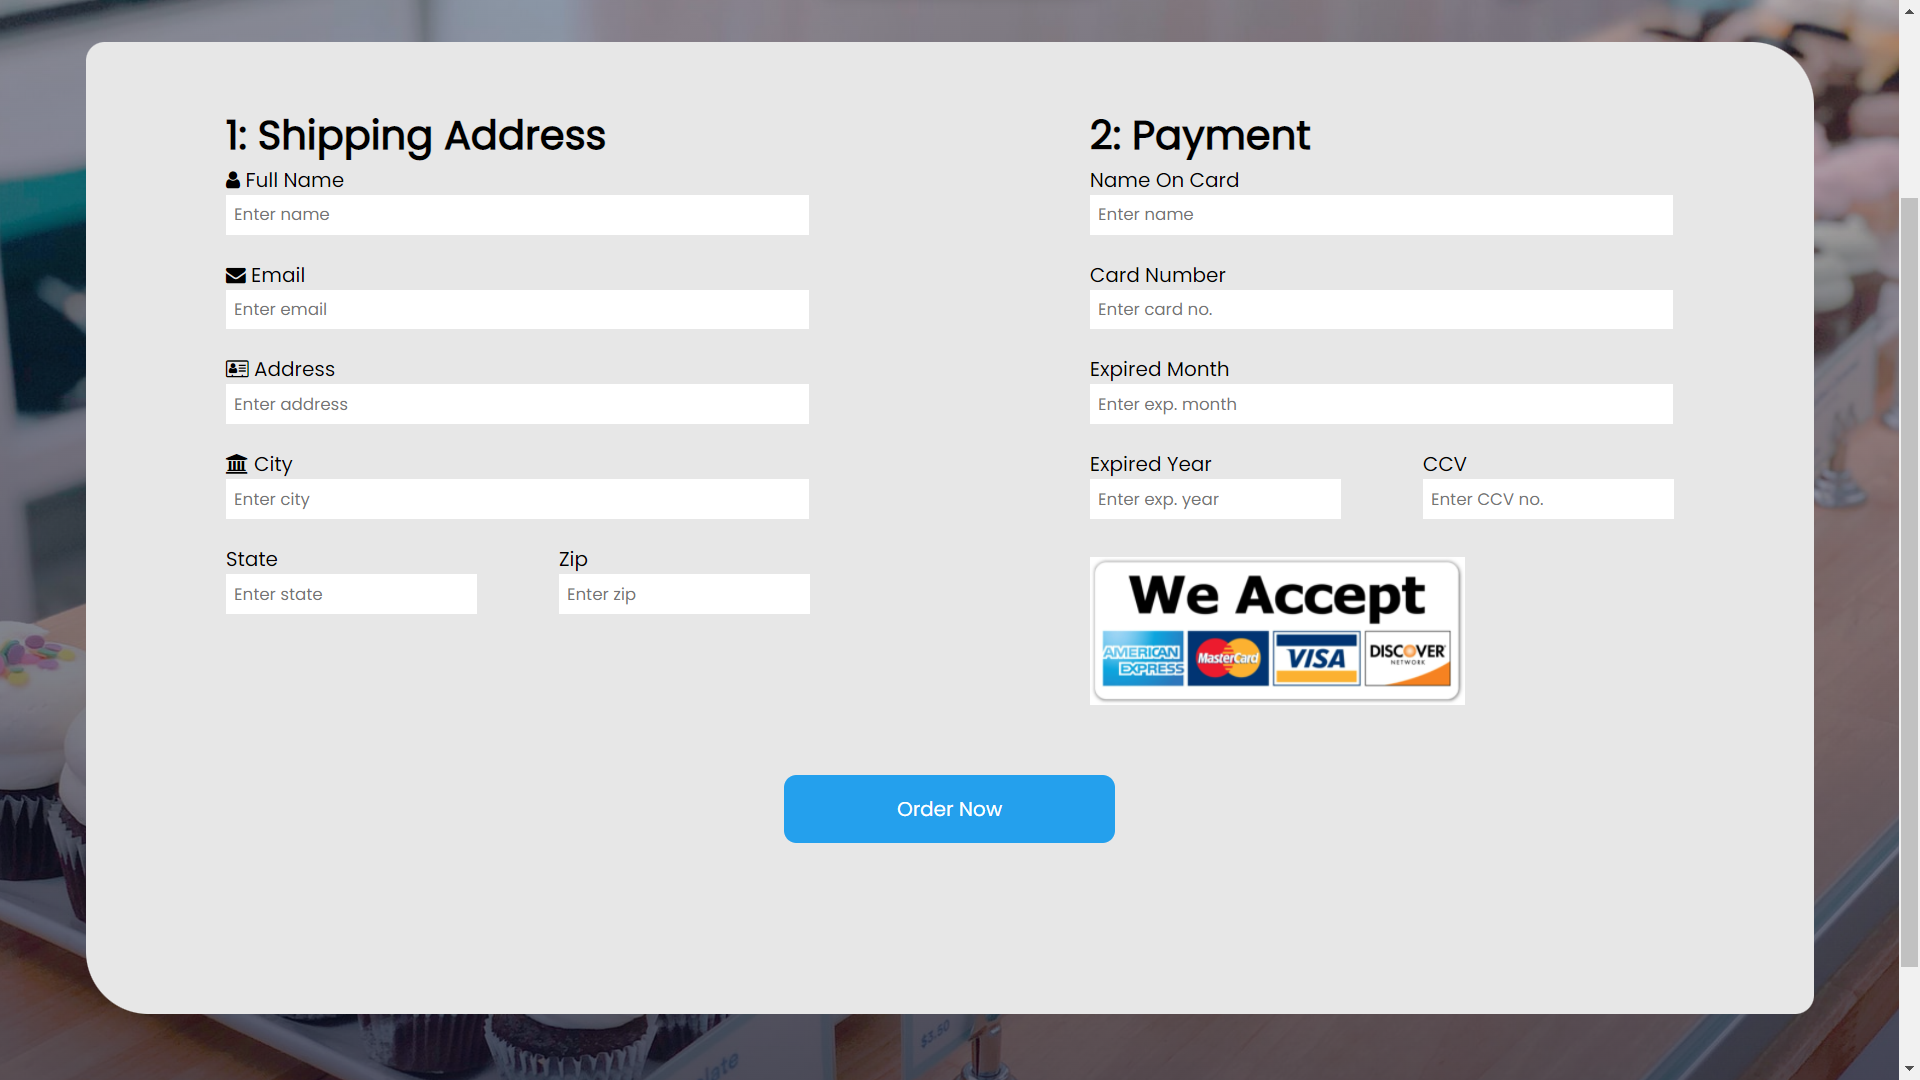 1: Shipping Address
Full Name
Enter name
Email
Enter email
Address
Enter address
City
Enter city
State
Zip
Enter state
Enter zip
2: Payment
Name On Card
Enter name
Card Number
Enter card no.
Expired Month
Enter exp. month
Expired Year
CCV
Enter exp. year
Enter CCV no.
We Accept
AMERICAN EXPRESS
MasterCard
VISA
DISCOVER
NETWORK
Order Now
$3.50